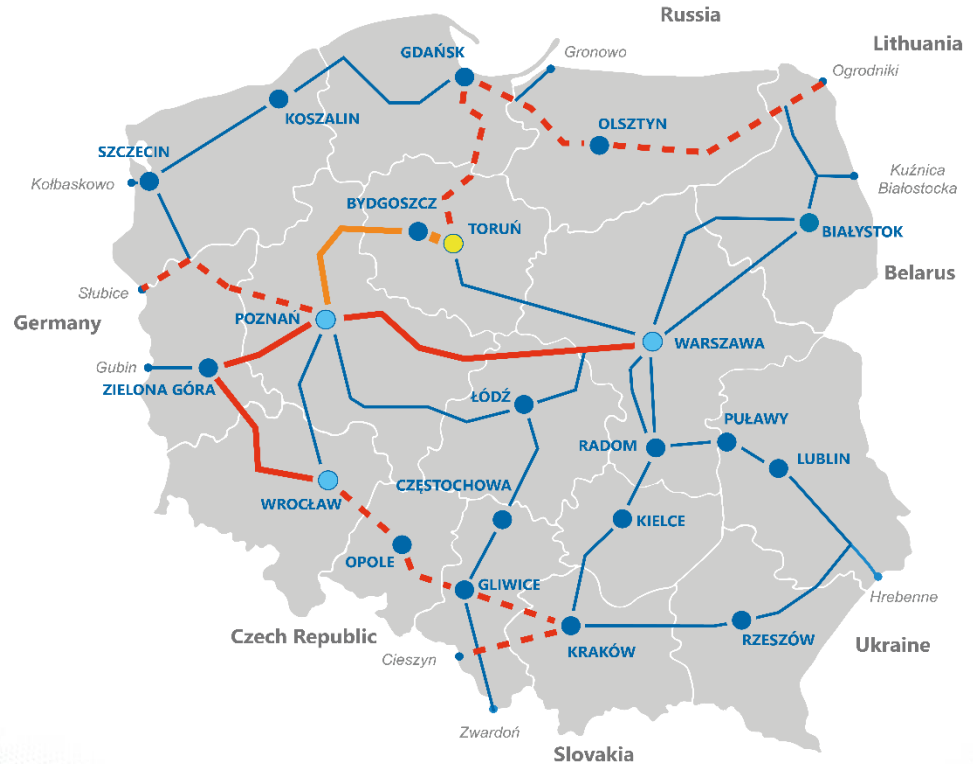 Russia
GDAŃSK
Gronowo
Lithuania
Ogrodniki
KOSZALIN
OLSZTYN
SZCZECIN
Kołbaskowo
Kuźnica
Białostocka
BYDGOSZCZ
TORUŃ
BIAŁYSTOK
Belarus
Słubice
POZNAŃ
Germany
WARSZAWA
Gubin
ZIELONA GÓRA
ŁÓDŹ
PUŁAWY
RADOM
LUBLIN
CZĘSTOCHOWA
WROCŁAW
KIELCE
OPOLE
GLIWICE
Hrebenne
Czech Republic
RZESZÓW
Ukraine
KRAKÓW
Cieszyn
Zwardoń
Slovakia